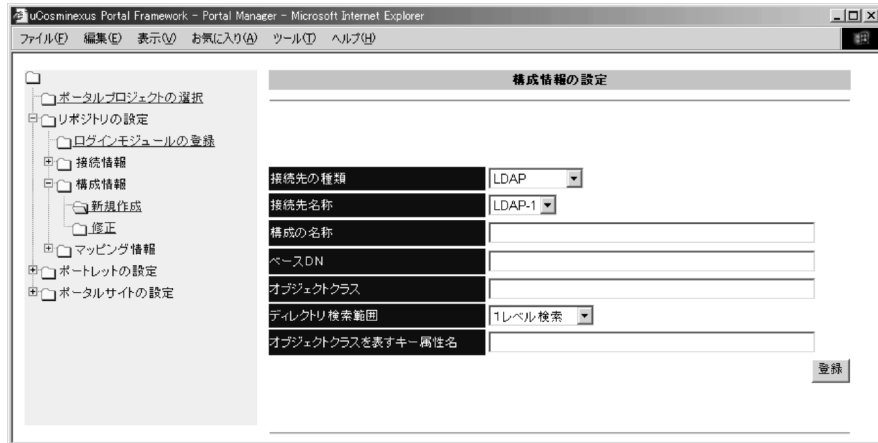 uCosminexus Portal Framework - Portal Manager - Microsoft Internet Explorer
ファイル(F) 編集(E) 表示(V) お気に入り(A) ツール(T) ヘルプ(H)
構成情報の設定
ポータルプロジェクトの選択
リポジトリの設定
ログインモジュールの登録
接続情報
構成情報
新規作成
修正
マッピング情報
ポートレットの設定
ポータルサイトの設定
接続先の種類 LDAP
接続先名称 LDAP-1
構成の名称
ベースDN
オブジェクトクラス
ディレクトリ検索範囲 1レベル検索
オブジェクトクラスを表すキー属性名
登録